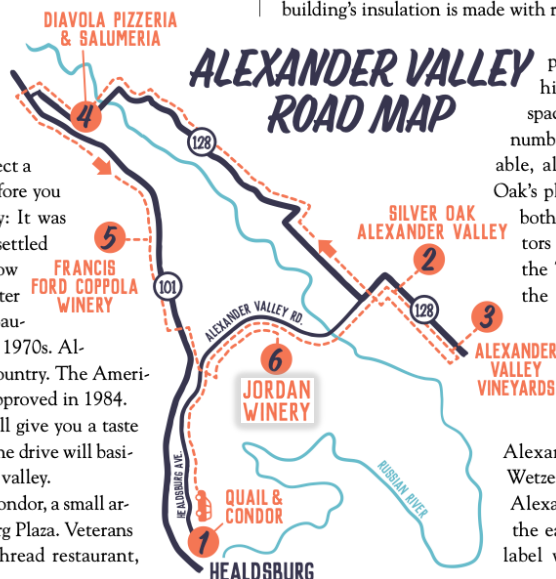 building's insulation is made with r
DIAVOLA PIZZERIA
& SALUMERIA
ALEXANDER VALLEY
ROAD MAP
4
128
p
hi
spac
numb
able, al
Oak's pl
both
tors
the
the
ect a
fore you
y: It was
settled
ow
ter
au-
1970s. Al-
ountry. The Ameri-
pproved in 1984.
ll give you a taste
he drive will basi-
valley.
ondor, a small ar-
rg Plaza. Veterans
hread restaurant,
5
FRANCIS
FORD COPPOLA
WINERY
101
SILVER OAK
ALEXANDER VALLEY
2
128
3
ALEXANDER
VALLEY
VINEYARDS
ALEXANDER VALLEY RD.
6
JORDAN
WINERY
RUSSIAN RIVER
HEALDSBURG AVE.
QUAIL &
CONDOR
1
HEALDSBURG
Alexan
Wetze
Alexa
the ea
label w